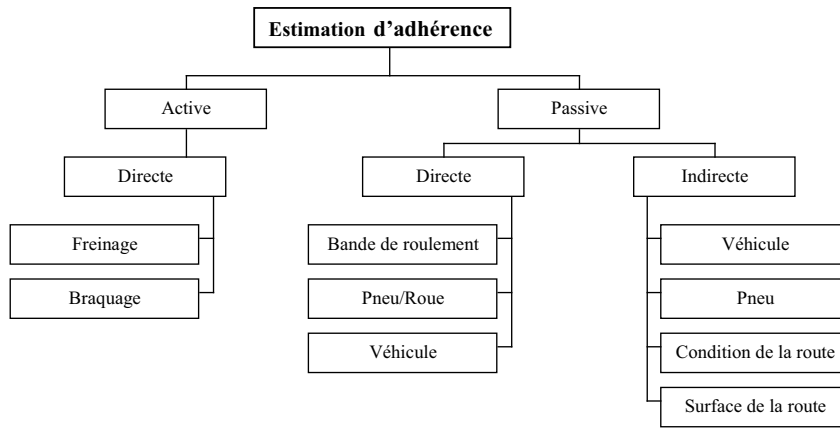 Estimation d'adhérence
Active
Passive
Directe
Directe
Indirecte
Freinage
Bande de roulement
Véhicule
Braquage
Pneu/Roue
Pneu
Véhicule
Condition de la route
Surface de la route